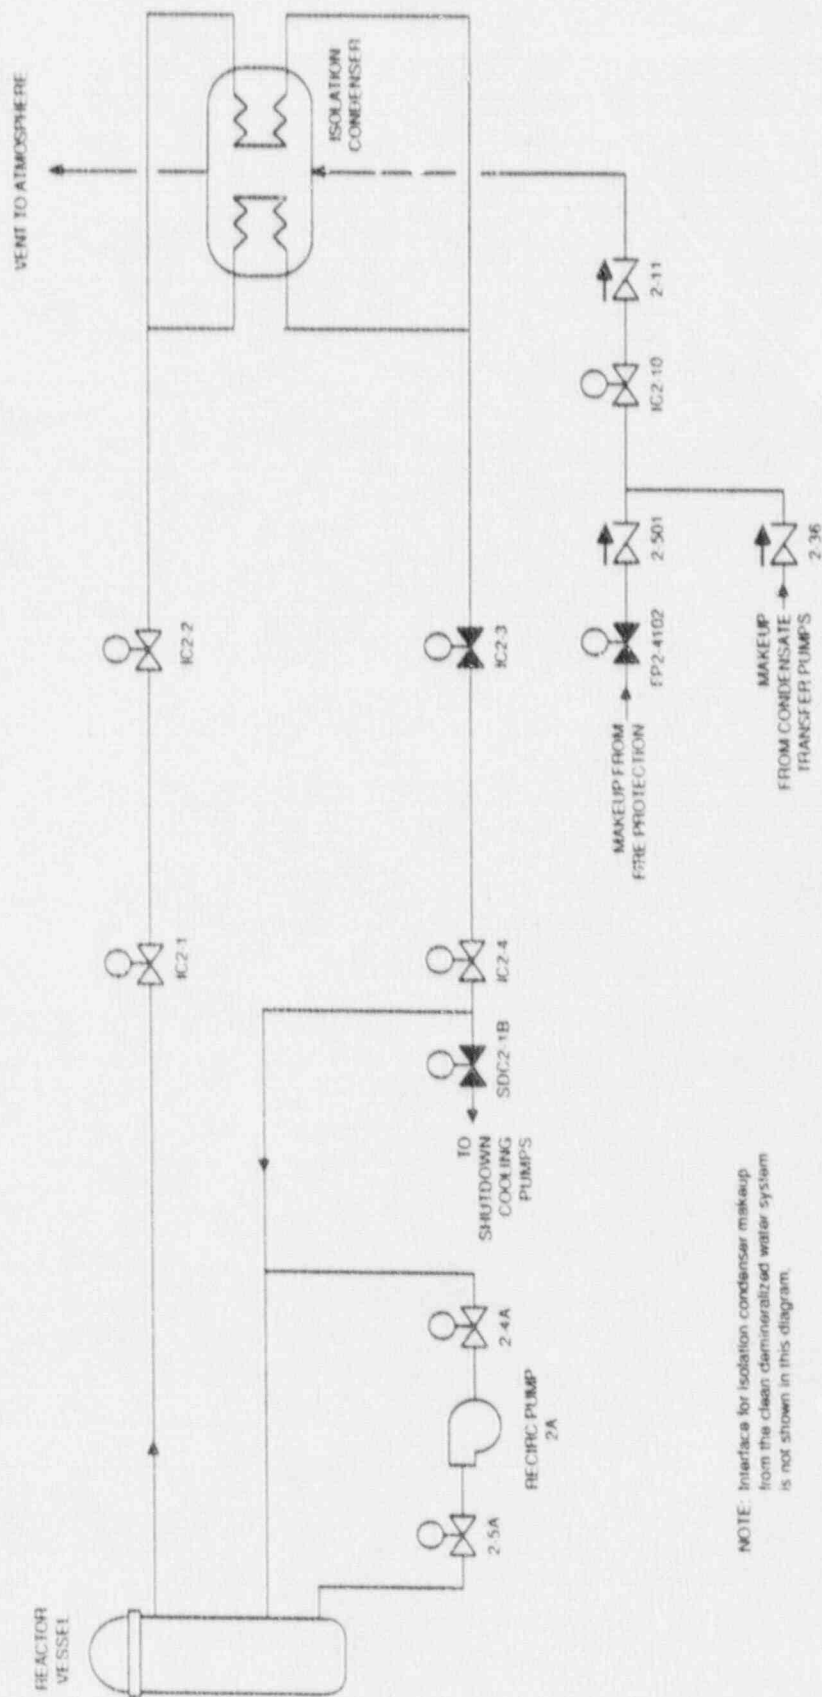 VENT TO ATMOSPHERE
ISOLATION
CONDENSER
IC2-2
IC2-1
2-11
IC2-10
2-501
2-36
FP2-4102
MAKEUP FROM
FIRE PROTECTION
MAKEUP
FROM CONDENSATE
TRANSFER PUMPS
IC2-3
IC2-4
SDC2-1B
TO
SHUTDOWN
COOLING
PUMPS
2-4A
RECIRC PUMP
2A
2-5A
REACTOR
VESSEL
NOTE: Interface for isolation condenser makeup
from the clean demineralized water system
is not shown in this diagram.